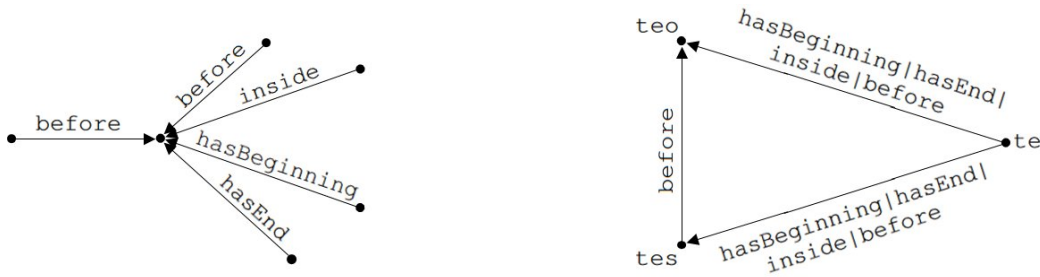 before
before
inside
hasBeginning
hasEnd
teo
hasBeginning|hasEnd|
inside|before
before
te
hasBeginning|hasEnd|
inside|before
tes